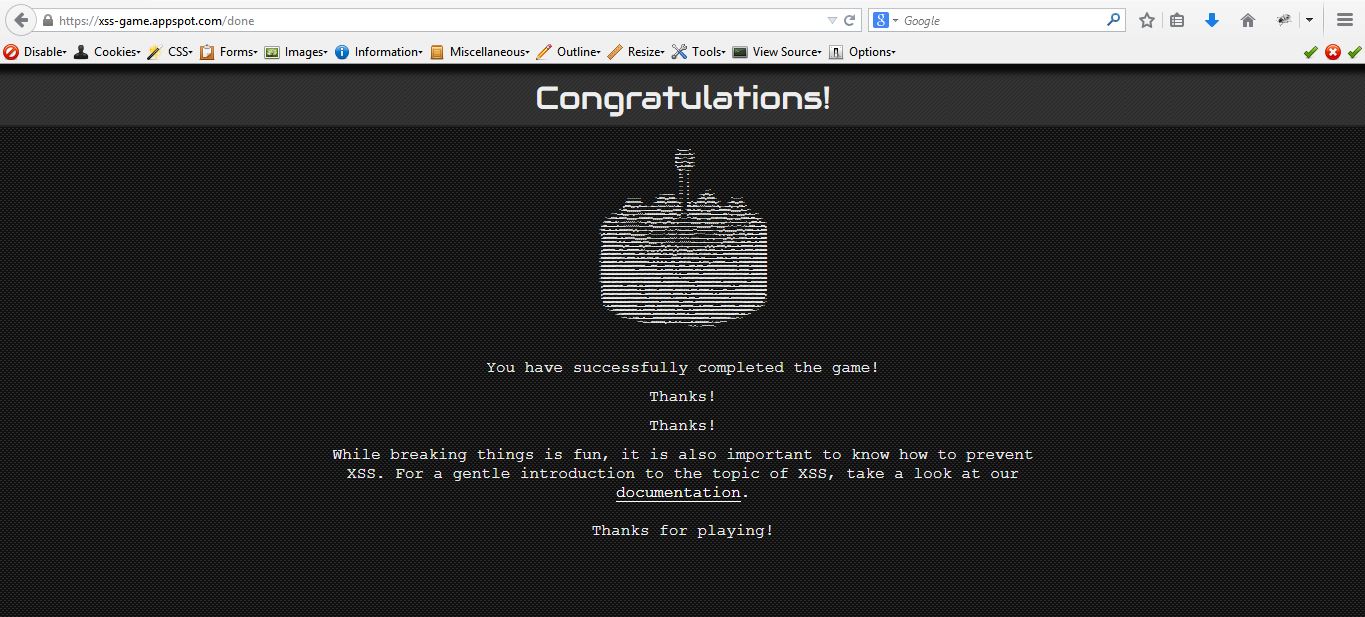 https://xss-game.appspot.com/done
Google
Disable Cookies CSS Forms Images Information Miscellaneous Outline Resize Tools View Source Options
Congratulations!
You have successfully completed the game!
Thanks!
Thanks!
While breaking things is fun, it is also important to know how to prevent
XSS. For a gentle introduction to the topic of XSS, take a look at our
documentation.
Thanks for playing!